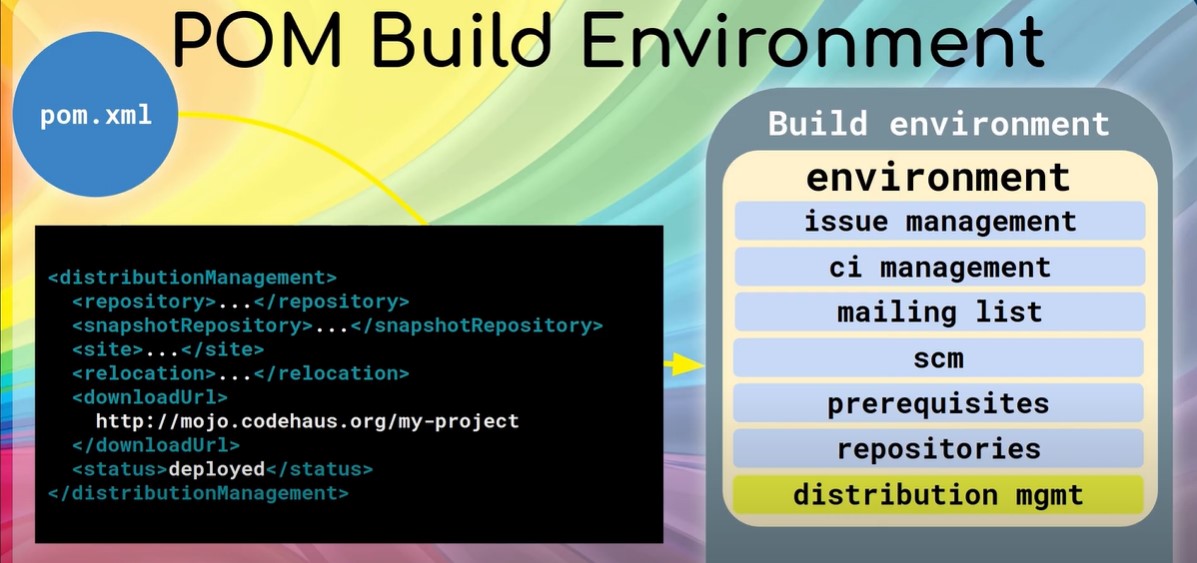 POM Build Environment
pom.xml
<distributionManagement>
  <repository>...</repository>
  <snapshotRepository>...</snapshotRepository>
  <site>...</site>
  <relocation>...</relocation>
  <downloadUrl>
    http://mojo.codehaus.org/my-project
  </downloadUrl>
  <status>deployed</status>
</distributionManagement>
Build environment
environment
issue management
ci management
mailing list
scm
prerequisites
repositories
distribution mgmt